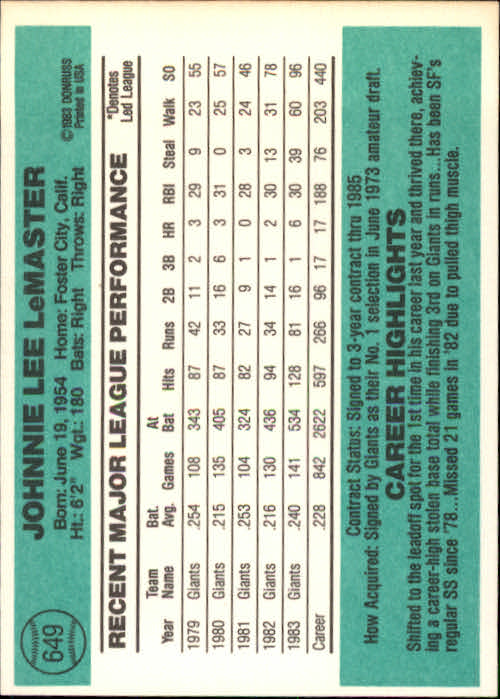 649
JOHNNIE LEE LeMASTER
Born: June 19, 1954 Home: Foster City, Calif.
Ht.: 6'2" Wgt.: 180 Bats: Right Throws: Right
©1983 DONRUSS
Printed in USA
RECENT MAJOR LEAGUE PERFORMANCE
*Denotes
Led League
Year Team Name Bat. Avg. Games At Bat Hits Runs 2B 3B HR RBI Steal Walk SO
1979 Giants .254 108 343 87 42 11 2 3 29 9 23 55
1980 Giants .215 135 405 87 33 16 6 3 31 0 25 57
1981 Giants .253 104 324 82 27 9 1 0 28 3 24 46
1982 Giants .216 130 436 94 34 14 1 2 30 13 31 78
1983 Giants .240 141 534 128 81 16 1 6 30 39 60 96
Career .228 842 2622 597 266 96 17 17 188 76 203 440
Contract Status: Signed to 3-year contract thru 1985
How Acquired: Signed by Giants as their No. 1 selection in June 1973 amateur draft.
CAREER HIGHLIGHTS
Shifted to the leadoff spot for the 1st time in his career last year and thrived there, achiev-
ing a career-high stolen base total while finishing 3rd on Giants in runs...Has been SF's
regular SS since '78...Missed 21 games in '82 due to pulled thigh muscle.